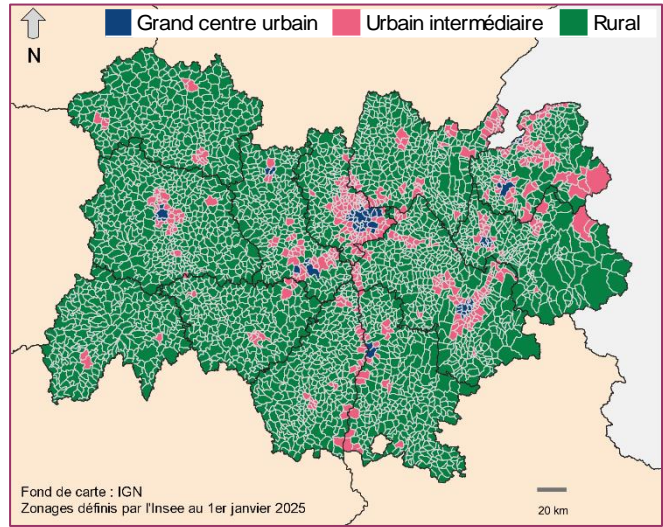 Grand centre urbain Urbain intermédiaire Rural
N
Fond de carte : IGN
Zonages définis par l'Insee au 1er janvier 2025
20 km